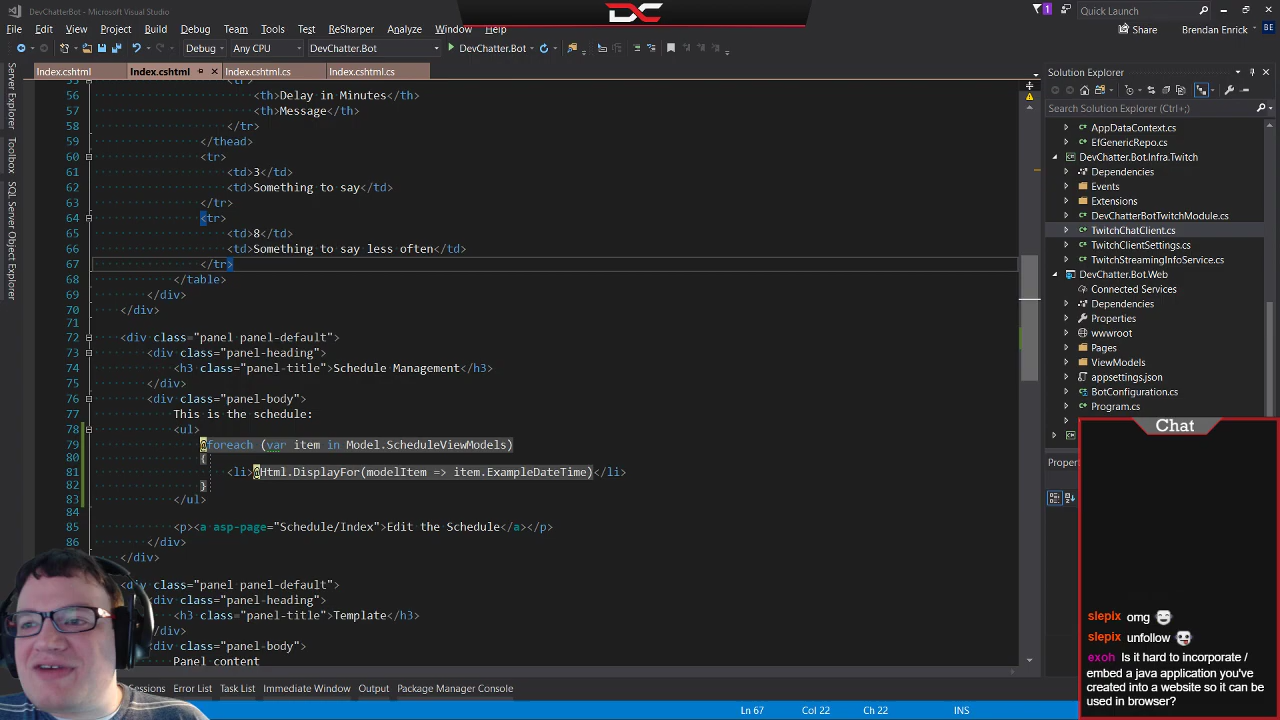 DevChatterBot - Microsoft Visual Studio
DC
1
Quick Launch
File Edit View Project Build Debug Team Tools Test ReSharper Analyze Window Help
Share
Brendan Enrick
BE
Debug Any CPU DevChatter.Bot DevChatter.Bot
Index.cshtml Index.cshtml Index.cshtml.cs Index.cshtml.cs
Server Explorer
Toolbox
SQL Server Object Explorer
56 <th>Delay in Minutes</th>
57 <th>Message</th>
58 </tr>
59 </thead>
60 <tr>
61 <td>3</td>
62 <td>Something to say</td>
63 </tr>
64 <tr>
65 <td>8</td>
66 <td>Something to say less often</td>
67 </tr>
68 </table>
69 </div>
70 </div>
71
72 <div class="panel panel-default">
73 <div class="panel-heading">
74 <h3 class="panel-title">Schedule Management</h3>
75 </div>
76 <div class="panel-body">
77 This is the schedule:
78 <ul>
79 @foreach (var item in Model.ScheduleViewModels)
80 {
81 <li>@Html.DisplayFor(modelItem => item.ExampleDateTime)</li>
82 }
83 </ul>
84
85 <p><a asp-page="Schedule/Index">Edit the Schedule</a></p>
86 </div>
</div>
<div class="panel panel-default">
<div class="panel-heading">
<h3 class="panel-title">Template</h3>
</div>
<div class="panel-body">
Panel content
Error List Task List Immediate Window Output Package Manager Console
Ln 67 Col 22 Ch 22 INS
Solution Explorer
Search Solution Explorer (Ctrl+;)
AppDataContext.cs
EfGenericRepo.cs
DevChatter.Bot.Infra.Twitch
Dependencies
Events
Extensions
DevChatterBotTwitchModule.cs
TwitchChatClient.cs
TwitchClientSettings.cs
TwitchStreamingInfoService.cs
DevChatter.Bot.Web
Connected Services
Dependencies
Properties
wwwroot
Pages
ViewModels
appsettings.json
BotConfiguration.cs
Program.cs
Chat
slepix omg
slepix unfollow
exoh Is it hard to incorporate /
embed a java application you've
created into a website so it can be
used in browser?